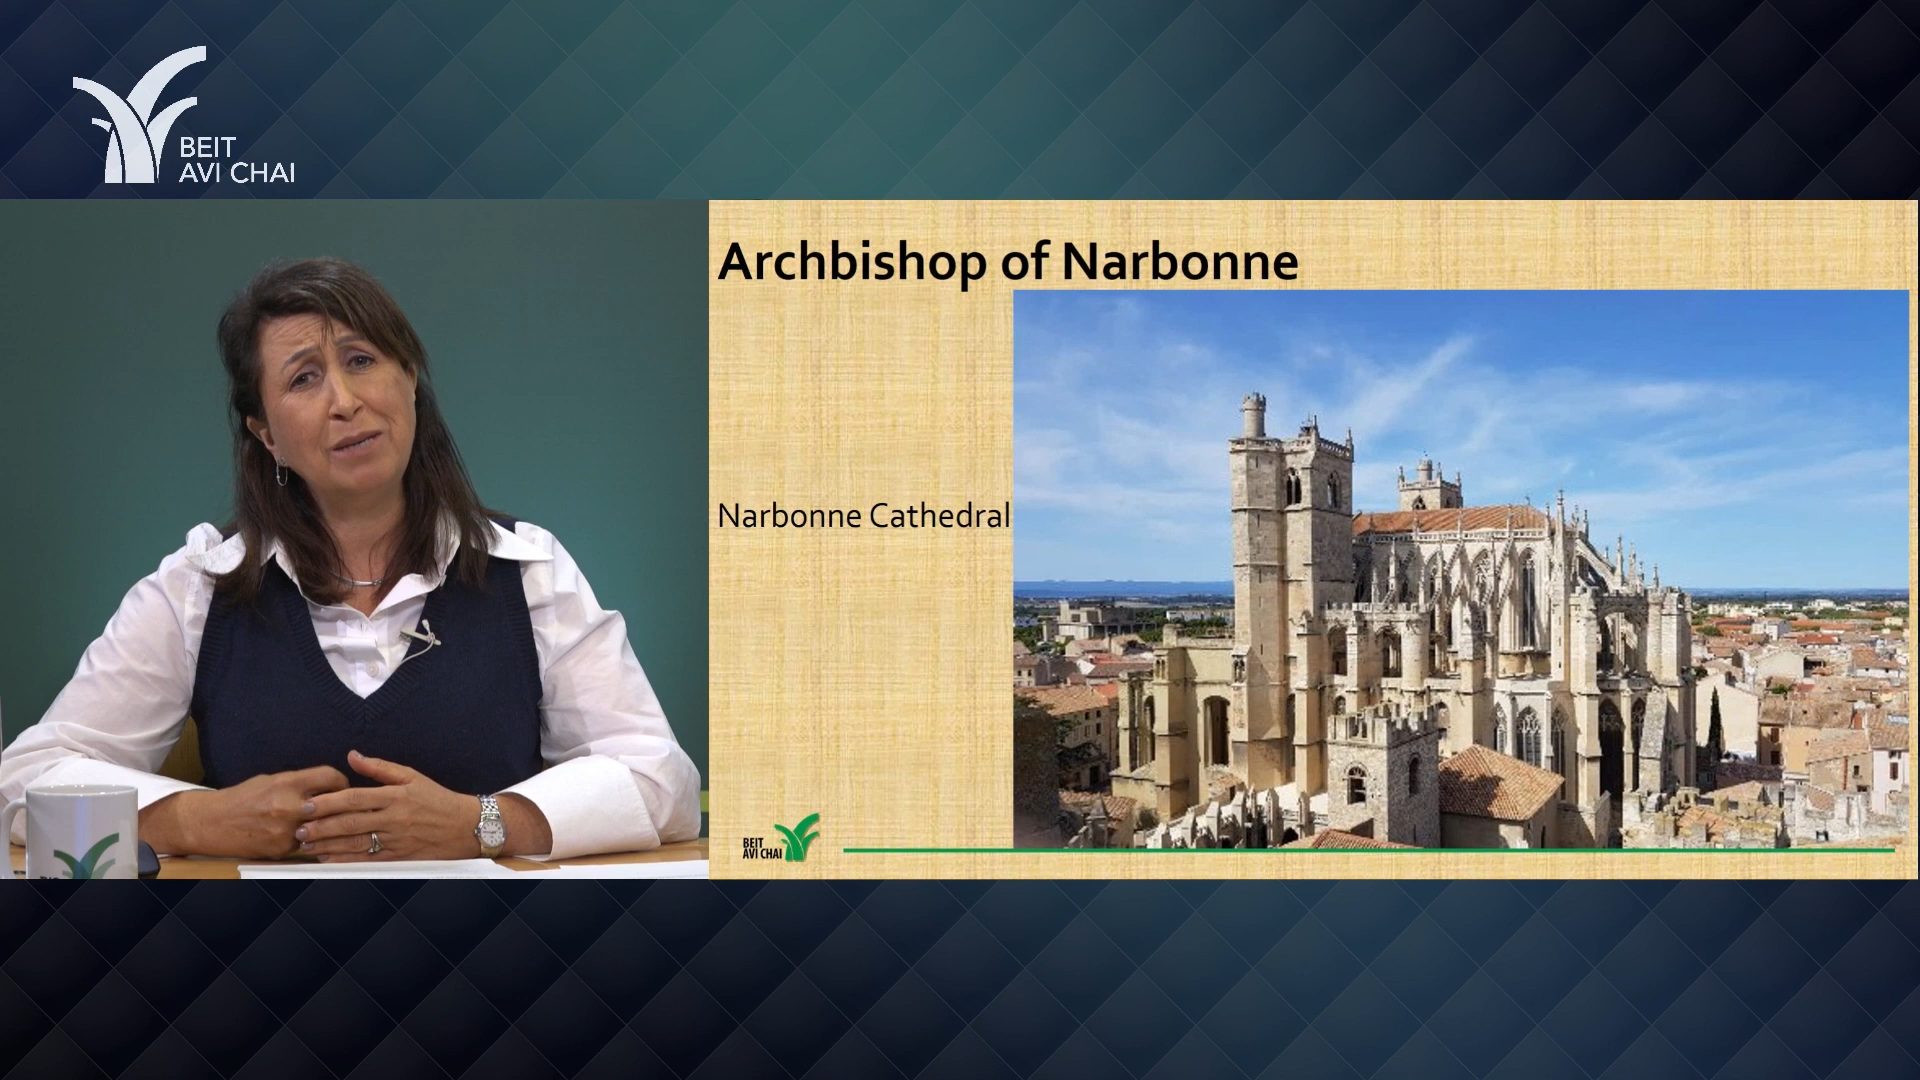 BEIT
AVI CHAI
Archbishop of Narbonne
Narbonne Cathedral
BEIT
AVI CHAI